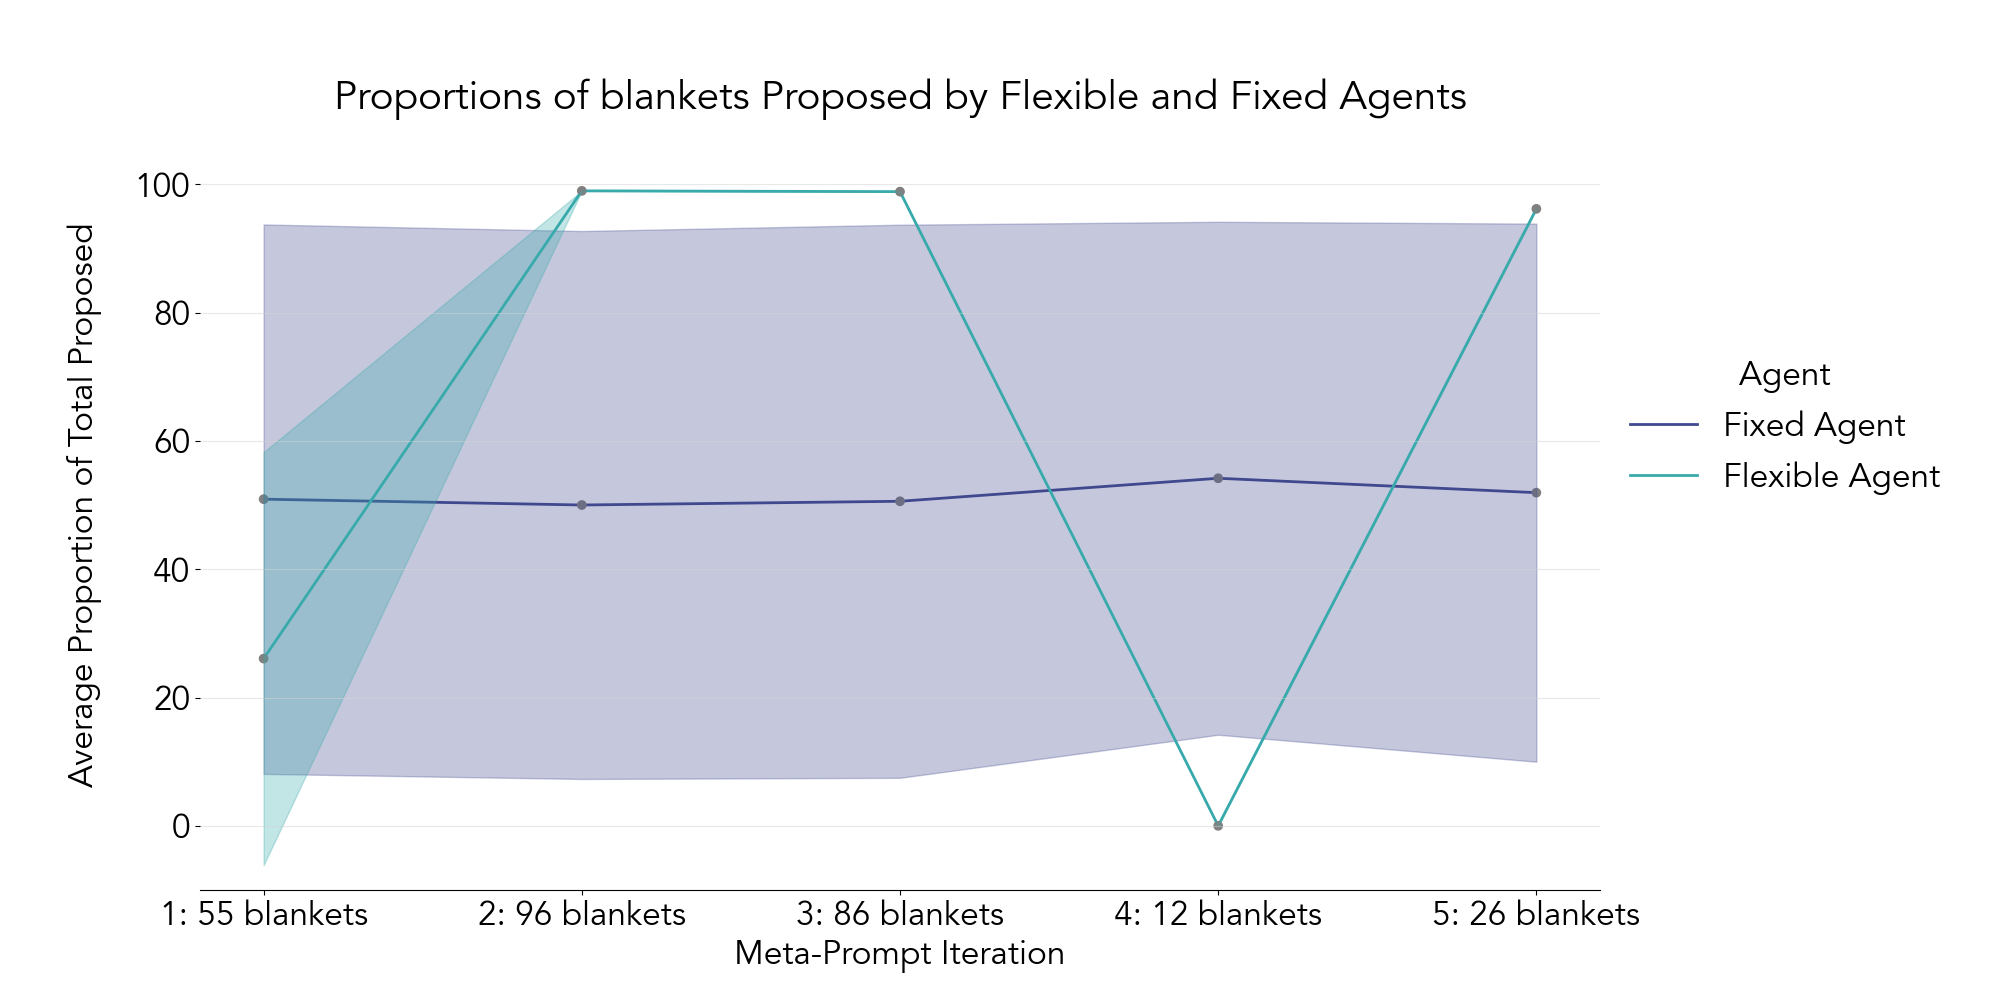 Proportions of blankets Proposed by Flexible and Fixed Agents
Average Proportion of Total Proposed
100
80
60
40
20
0
1: 55 blankets
2: 96 blankets
3: 86 blankets
4: 12 blankets
5: 26 blankets
Meta-Prompt Iteration
Agent
Fixed Agent
Flexible Agent